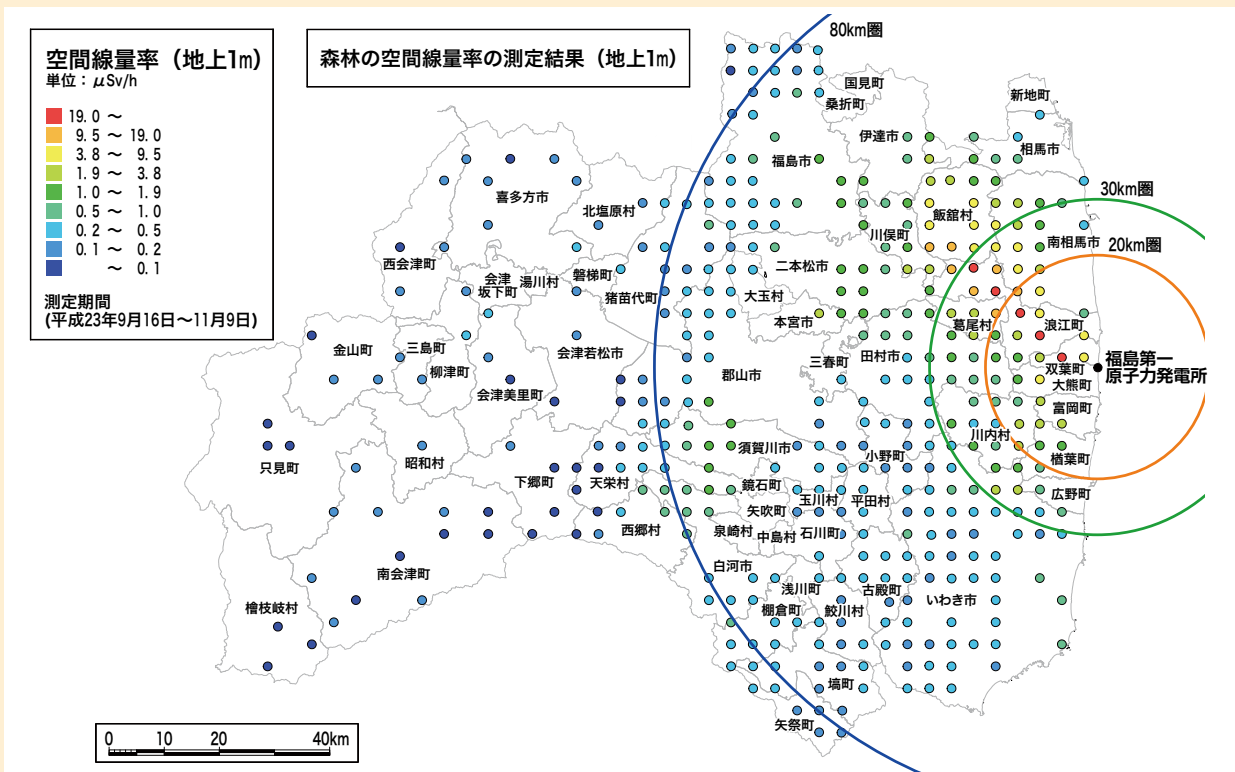 空間線量率（地上1m）
単位：μSv/h
19.0 ～
9.5 ～ 19.0
3.8 ～ 9.5
1.9 ～ 3.8
1.0 ～ 1.9
0.5 ～ 1.0
0.2 ～ 0.5
0.1 ～ 0.2
～ 0.1
測定期間
(平成23年9月16日～11月9日)
森林の空間線量率の測定結果（地上1m）
80km圏
国見町
桑折町
新地町
伊達市
相馬市
福島市
30km圏
喜多方市
北塩原村
飯舘村
川俣町
南相馬市
20km圏
西会津町
磐梯町
二本松市
会津
坂下町
湯川村
猪苗代町
大玉村
本宮市
葛尾村
浪江町
金山町
三島町
柳津町
会津若松市
三春町
田村市
福島第一
原子力発電所
双葉町
大熊町
郡山市
会津美里町
富岡町
川内村
只見町
昭和村
須賀川市
小野町
楢葉町
下郷町
天栄村
鏡石町
玉川村
平田村
広野町
矢吹町
西郷村
泉崎村
中島村
石川町
南会津町
白河市
浅川町
古殿町
いわき市
檜枝岐村
棚倉町
鮫川村
塙町
矢祭町
0 10 20 40km